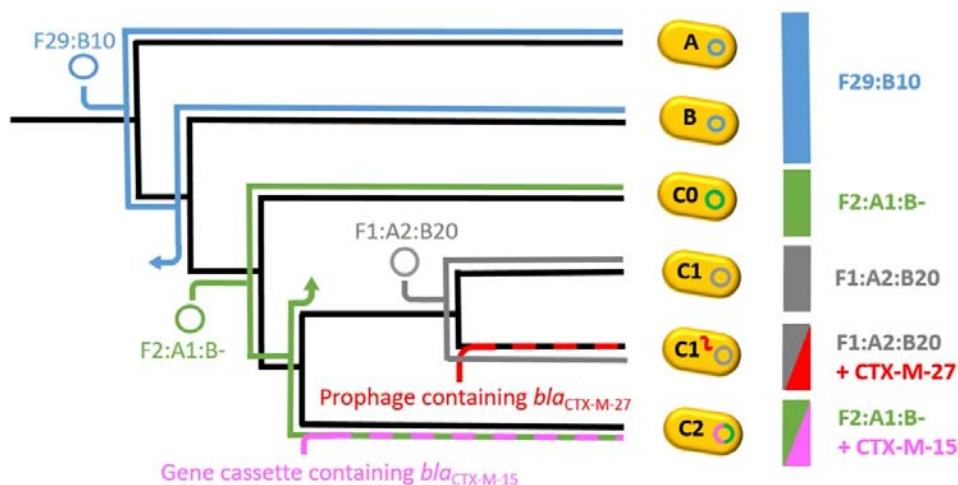 F29:B10
A
F29:B10
B
C0
F2:A1:B-
F1:A2:B20
C1
F1:A2:B20
F2:A1:B-
C1
F1:A2:B20
+ CTX-M-27
Prophage containing blaCTX-M-27
C2
F2:A1:B-
+ CTX-M-15
Gene cassette containing blaCTX-M-15